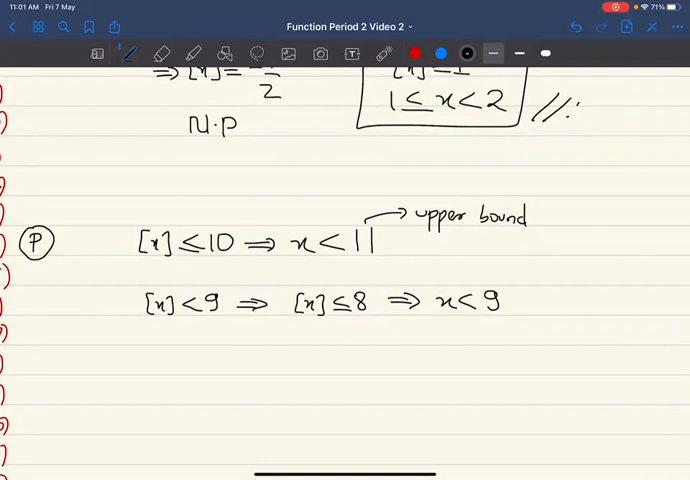 11:01 AM Fri 7 May
71%
Function Period 2 Video 2
⇒ [x] =
2
N.P
[x] = 1
1 ≤ x < 2 //.
P
[x] ≤ 10 ⇒ x < 11 → upper bound
[x] < 9 ⇒ [x] ≤ 8 ⇒ x < 9